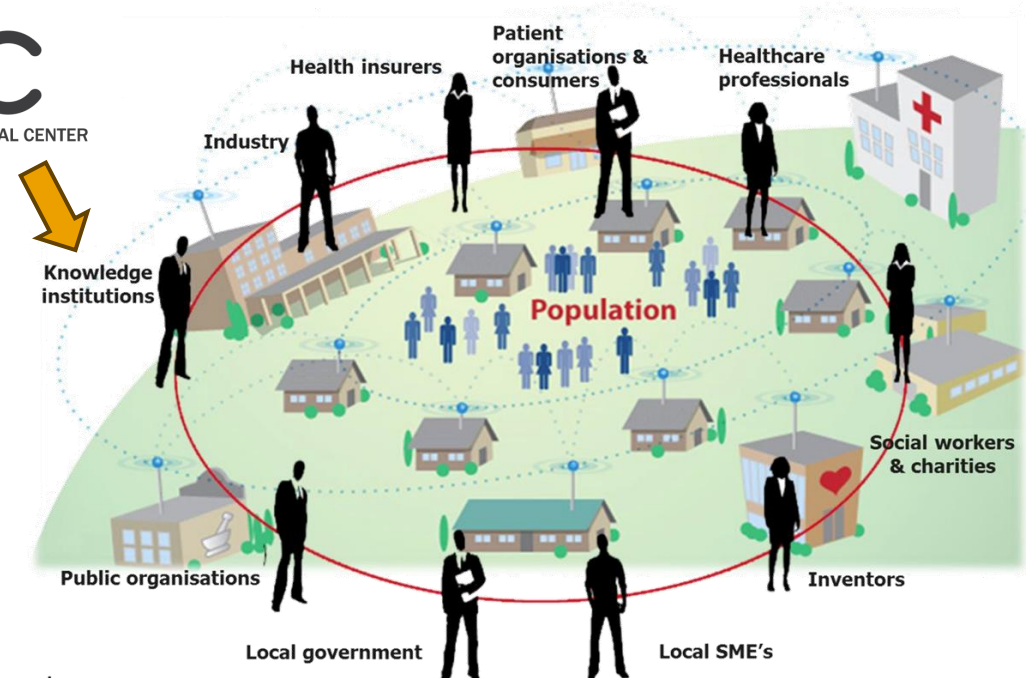 C
AL CENTER
Patient
organisations &
consumers
Healthcare
professionals
Health insurers
Industry
Knowledge
institutions
Population
Social workers
& charities
Public organisations
Inventors
Local government
Local SME's